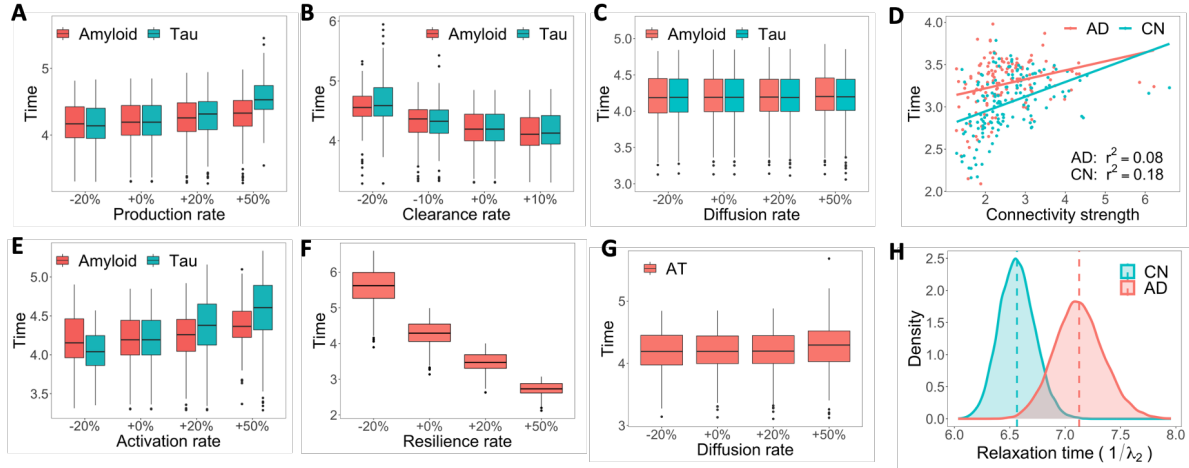 A
Amyloid Tau
Time
5
4
-20% +0% +20% +50%
Production rate
B
Amyloid Tau
Time
6
5
4
-20% -10% +0% +10%
Clearance rate
C
Amyloid Tau
Time
5.0
4.5
4.0
3.5
3.0
-20% +0% +20% +50%
Diffusion rate
D
AD CN
Time
4.0
3.5
3.0
2.5
2.0
AD: r² = 0.08
CN: r² = 0.18
2 3 4 5 6
Connectivity strength
E
Amyloid Tau
Time
5.0
4.5
4.0
3.5
-20% +0% +20% +50%
Activation rate
F
Time
6
5
4
3
2
-20% +0% +20% +50%
Resilience rate
G
AT
Time
5
4
3
-20% +0% +20% +50%
Diffusion rate
H
CN
AD
Density
2.5
2.0
1.5
1.0
0.5
0.0
6.0 6.5 7.0 7.5 8.0
Relaxation time ( 1/λ₂ )